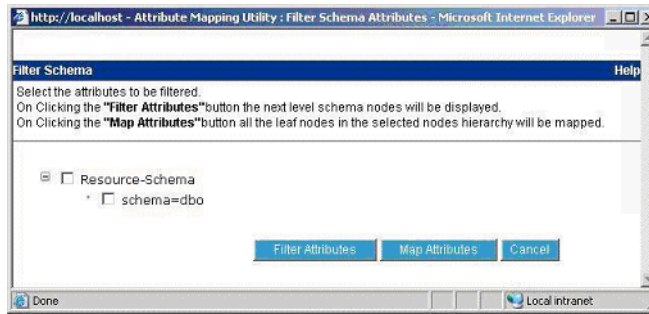 http://localhost - Attribute Mapping Utility : Filter Schema Attributes - Microsoft Internet Explorer
Filter Schema Help
Select the attributes to be filtered.
On Clicking the "Filter Attributes"button the next level schema nodes will be displayed.
On Clicking the "Map Attributes"button all the leaf nodes in the selected nodes hierarchy will be mapped.
Resource-Schema
schema=dbo
Filter Attributes Map Attributes Cancel
Done Local intranet